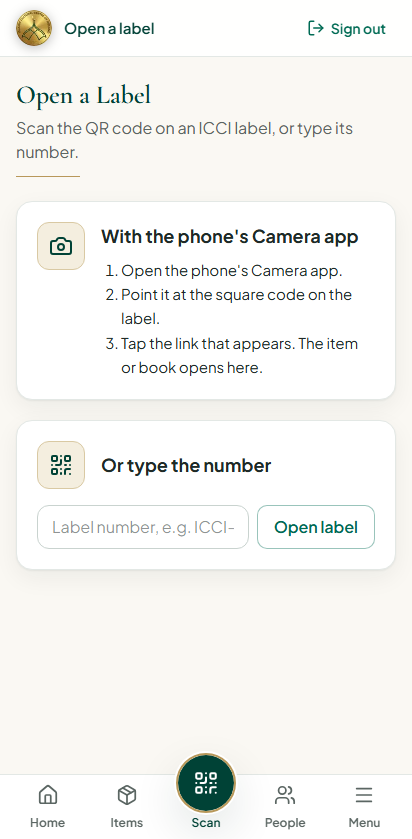 Open a label
Sign out
Open a Label
Scan the QR code on an ICCI label, or type its
number.
With the phone's Camera app
1. Open the phone's Camera app.
2. Point it at the square code on the
label.
3. Tap the link that appears. The item
or book opens here.
Or type the number
Label number, e.g. ICCI-
Open label
Home
Items
Scan
People
Menu